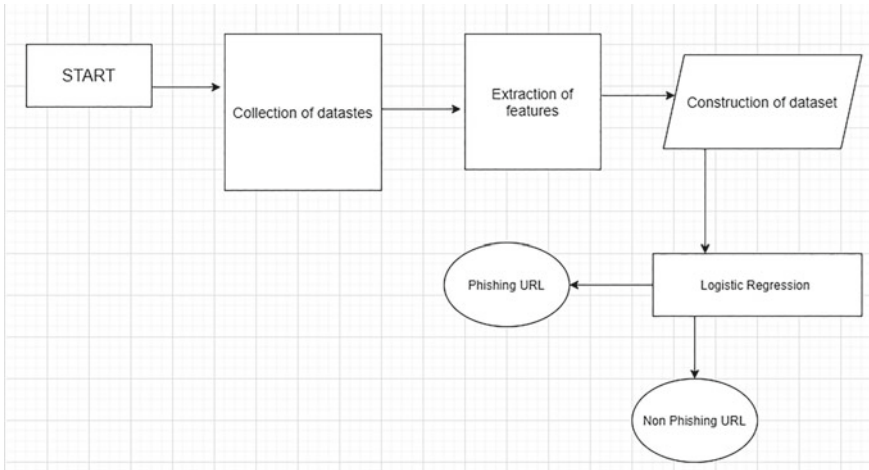 START
Collection of datastes
Extraction of
features
Construction of dataset
Phishing URL
Logistic Regression
Non Phishing URL